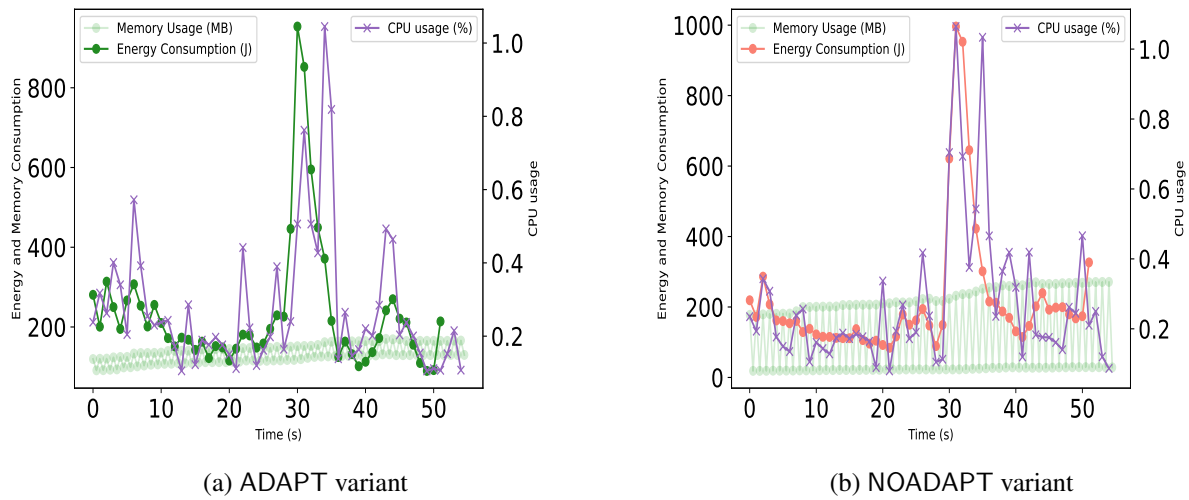 Memory Usage (MB)
Energy Consumption (J)
CPU usage (%)
Energy and Memory Consumption
800
600
400
200
1.0
0.8
0.6
0.4
0.2
CPU usage
0 10 20 30 40 50
Time (s)
(a) ADAPT variant
Memory Usage (MB)
Energy Consumption (J)
CPU usage (%)
Energy and Memory Consumption
1000
800
600
400
200
0
1.0
0.8
0.6
0.4
0.2
CPU usage
0 10 20 30 40 50
Time (s)
(b) NOADAPT variant